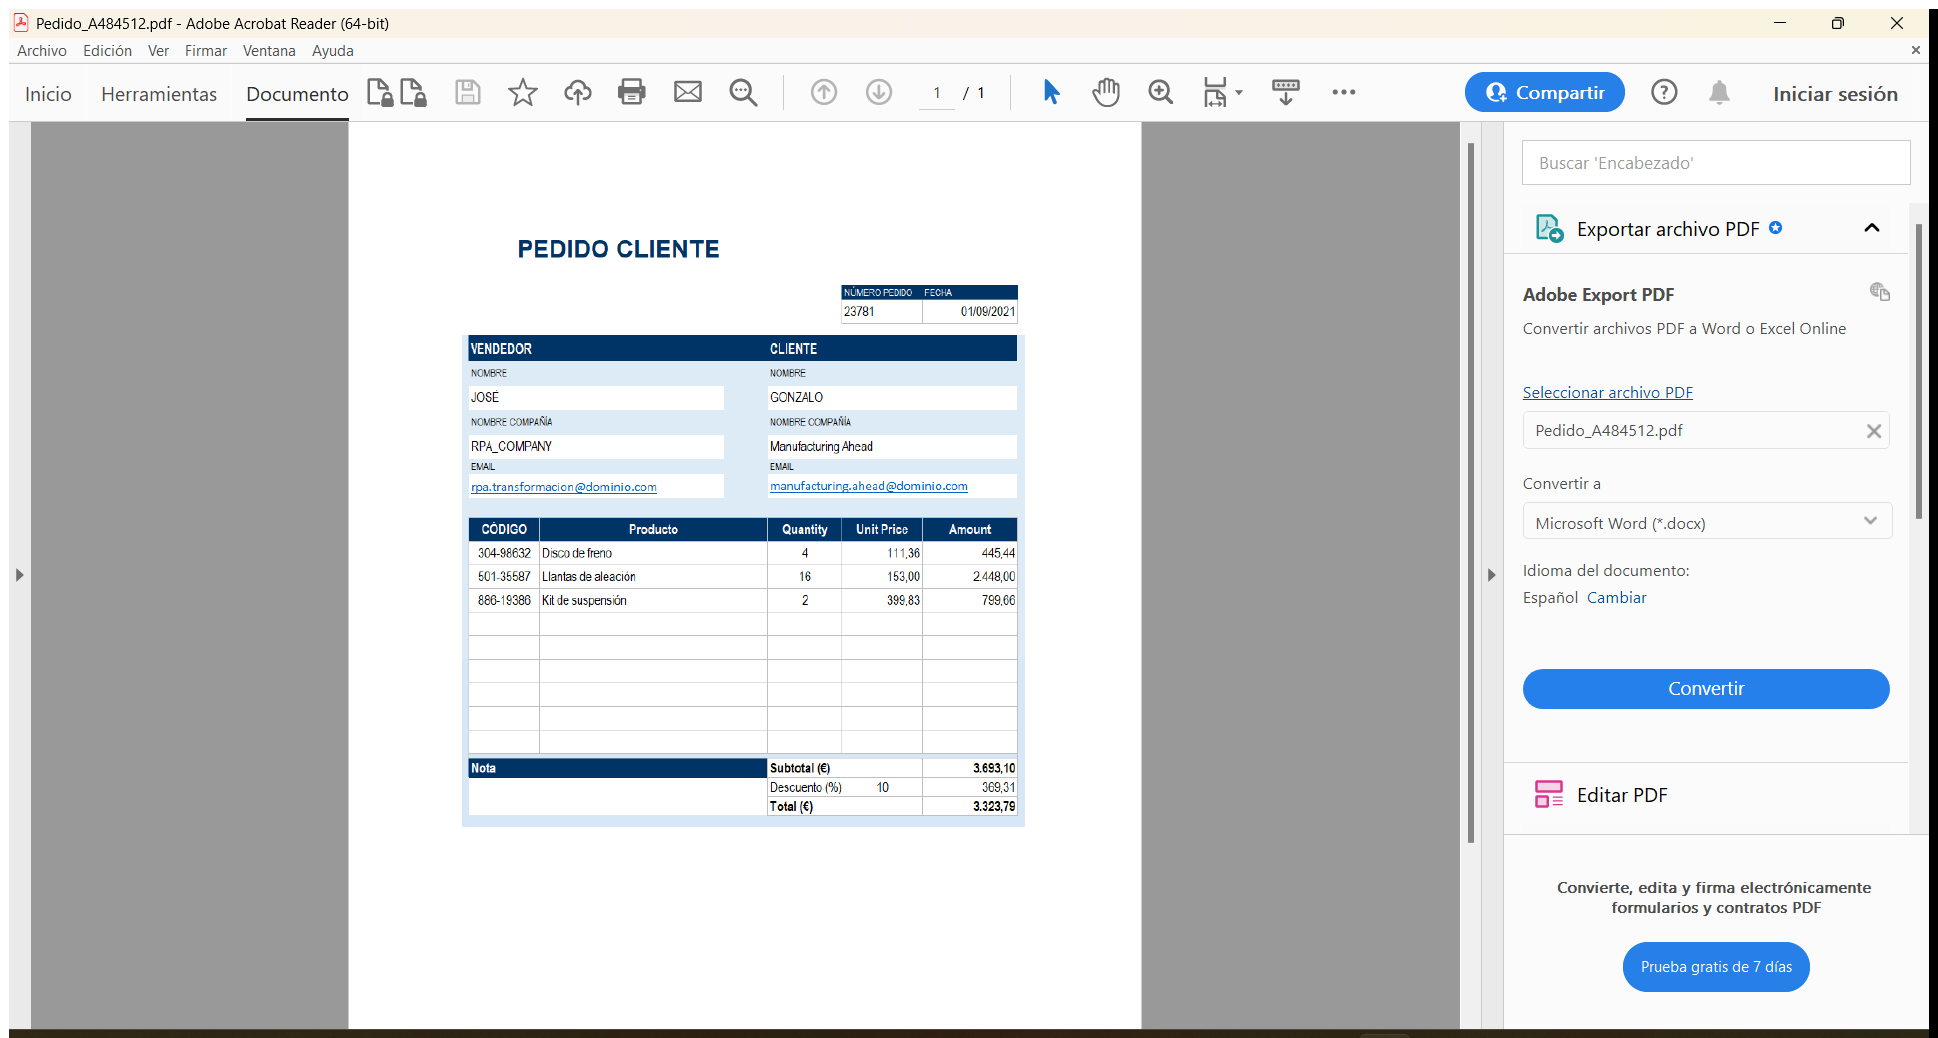 Pedido_A484512.pdf - Adobe Acrobat Reader (64-bit)
Archivo Edición Ver Firmar Ventana Ayuda
Inicio Herramientas Documento 1 / 1 Compartir Iniciar sesión
Buscar 'Encabezado'
Exportar archivo PDF
Adobe Export PDF
Convertir archivos PDF a Word o Excel Online
Seleccionar archivo PDF
Pedido_A484512.pdf
Convertir a
Microsoft Word (*.docx)
Idioma del documento:
Español Cambiar
Convertir
Editar PDF
Convierte, edita y firma electrónicamente
formularios y contratos PDF
Prueba gratis de 7 días
PEDIDO CLIENTE
NÚMERO PEDIDO FECHA
23781 01/09/2021
VENDEDOR CLIENTE
NOMBRE NOMBRE
JOSÉ GONZALO
NOMBRE COMPAÑÍA NOMBRE COMPAÑÍA
RPA_COMPANY Manufacturing Ahead
EMAIL EMAIL
rpa.transformacion@dominio.com manufacturing.ahead@dominio.com
CÓDIGO Producto Quantity Unit Price Amount
304-98632 Disco de freno 4 111,36 445,44
501-35587 Llantas de aleación 16 153,00 2.448,00
886-19386 Kit de suspensión 2 399,83 799,66
Nota Subtotal (€) 3.693,10
Descuento (%) 10 369,31
Total (€) 3.323,79